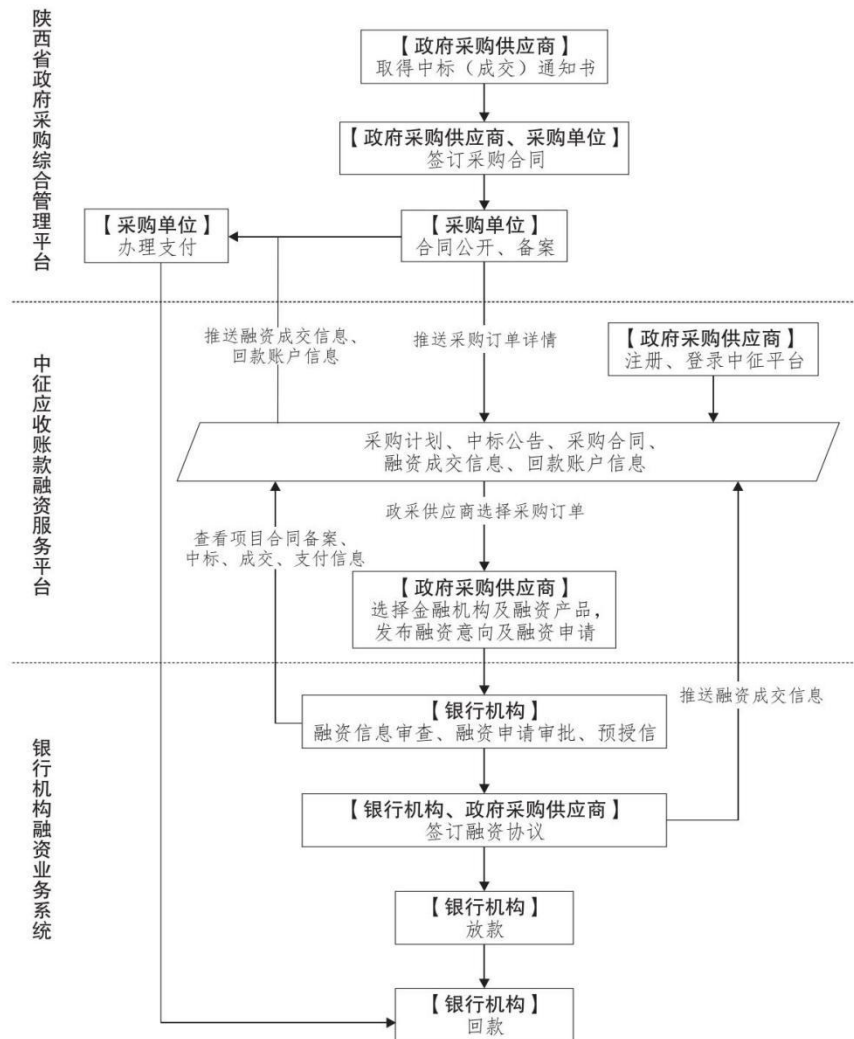 陕西省政府采购综合管理平台
【政府采购供应商】
取得中标（成交）通知书
【政府采购供应商、采购单位】
签订采购合同
【采购单位】
办理支付
【采购单位】
合同公开、备案
中征应收账款融资服务平台
推送融资成交信息、
回款账户信息
推送采购订单详情
【政府采购供应商】
注册、登录中征平台
采购计划、中标公告、采购合同、
融资成交信息、回款账户信息
政采供应商选择采购订单
查看项目合同备案、
中标、成交、支付信息
【政府采购供应商】
选择金融机构及融资产品，
发布融资意向及融资申请
银行机构融资业务系统
【银行机构】
融资信息审查、融资申请审批、预授信
推送融资成交信息
【银行机构、政府采购供应商】
签订融资协议
【银行机构】
放款
【银行机构】
回款